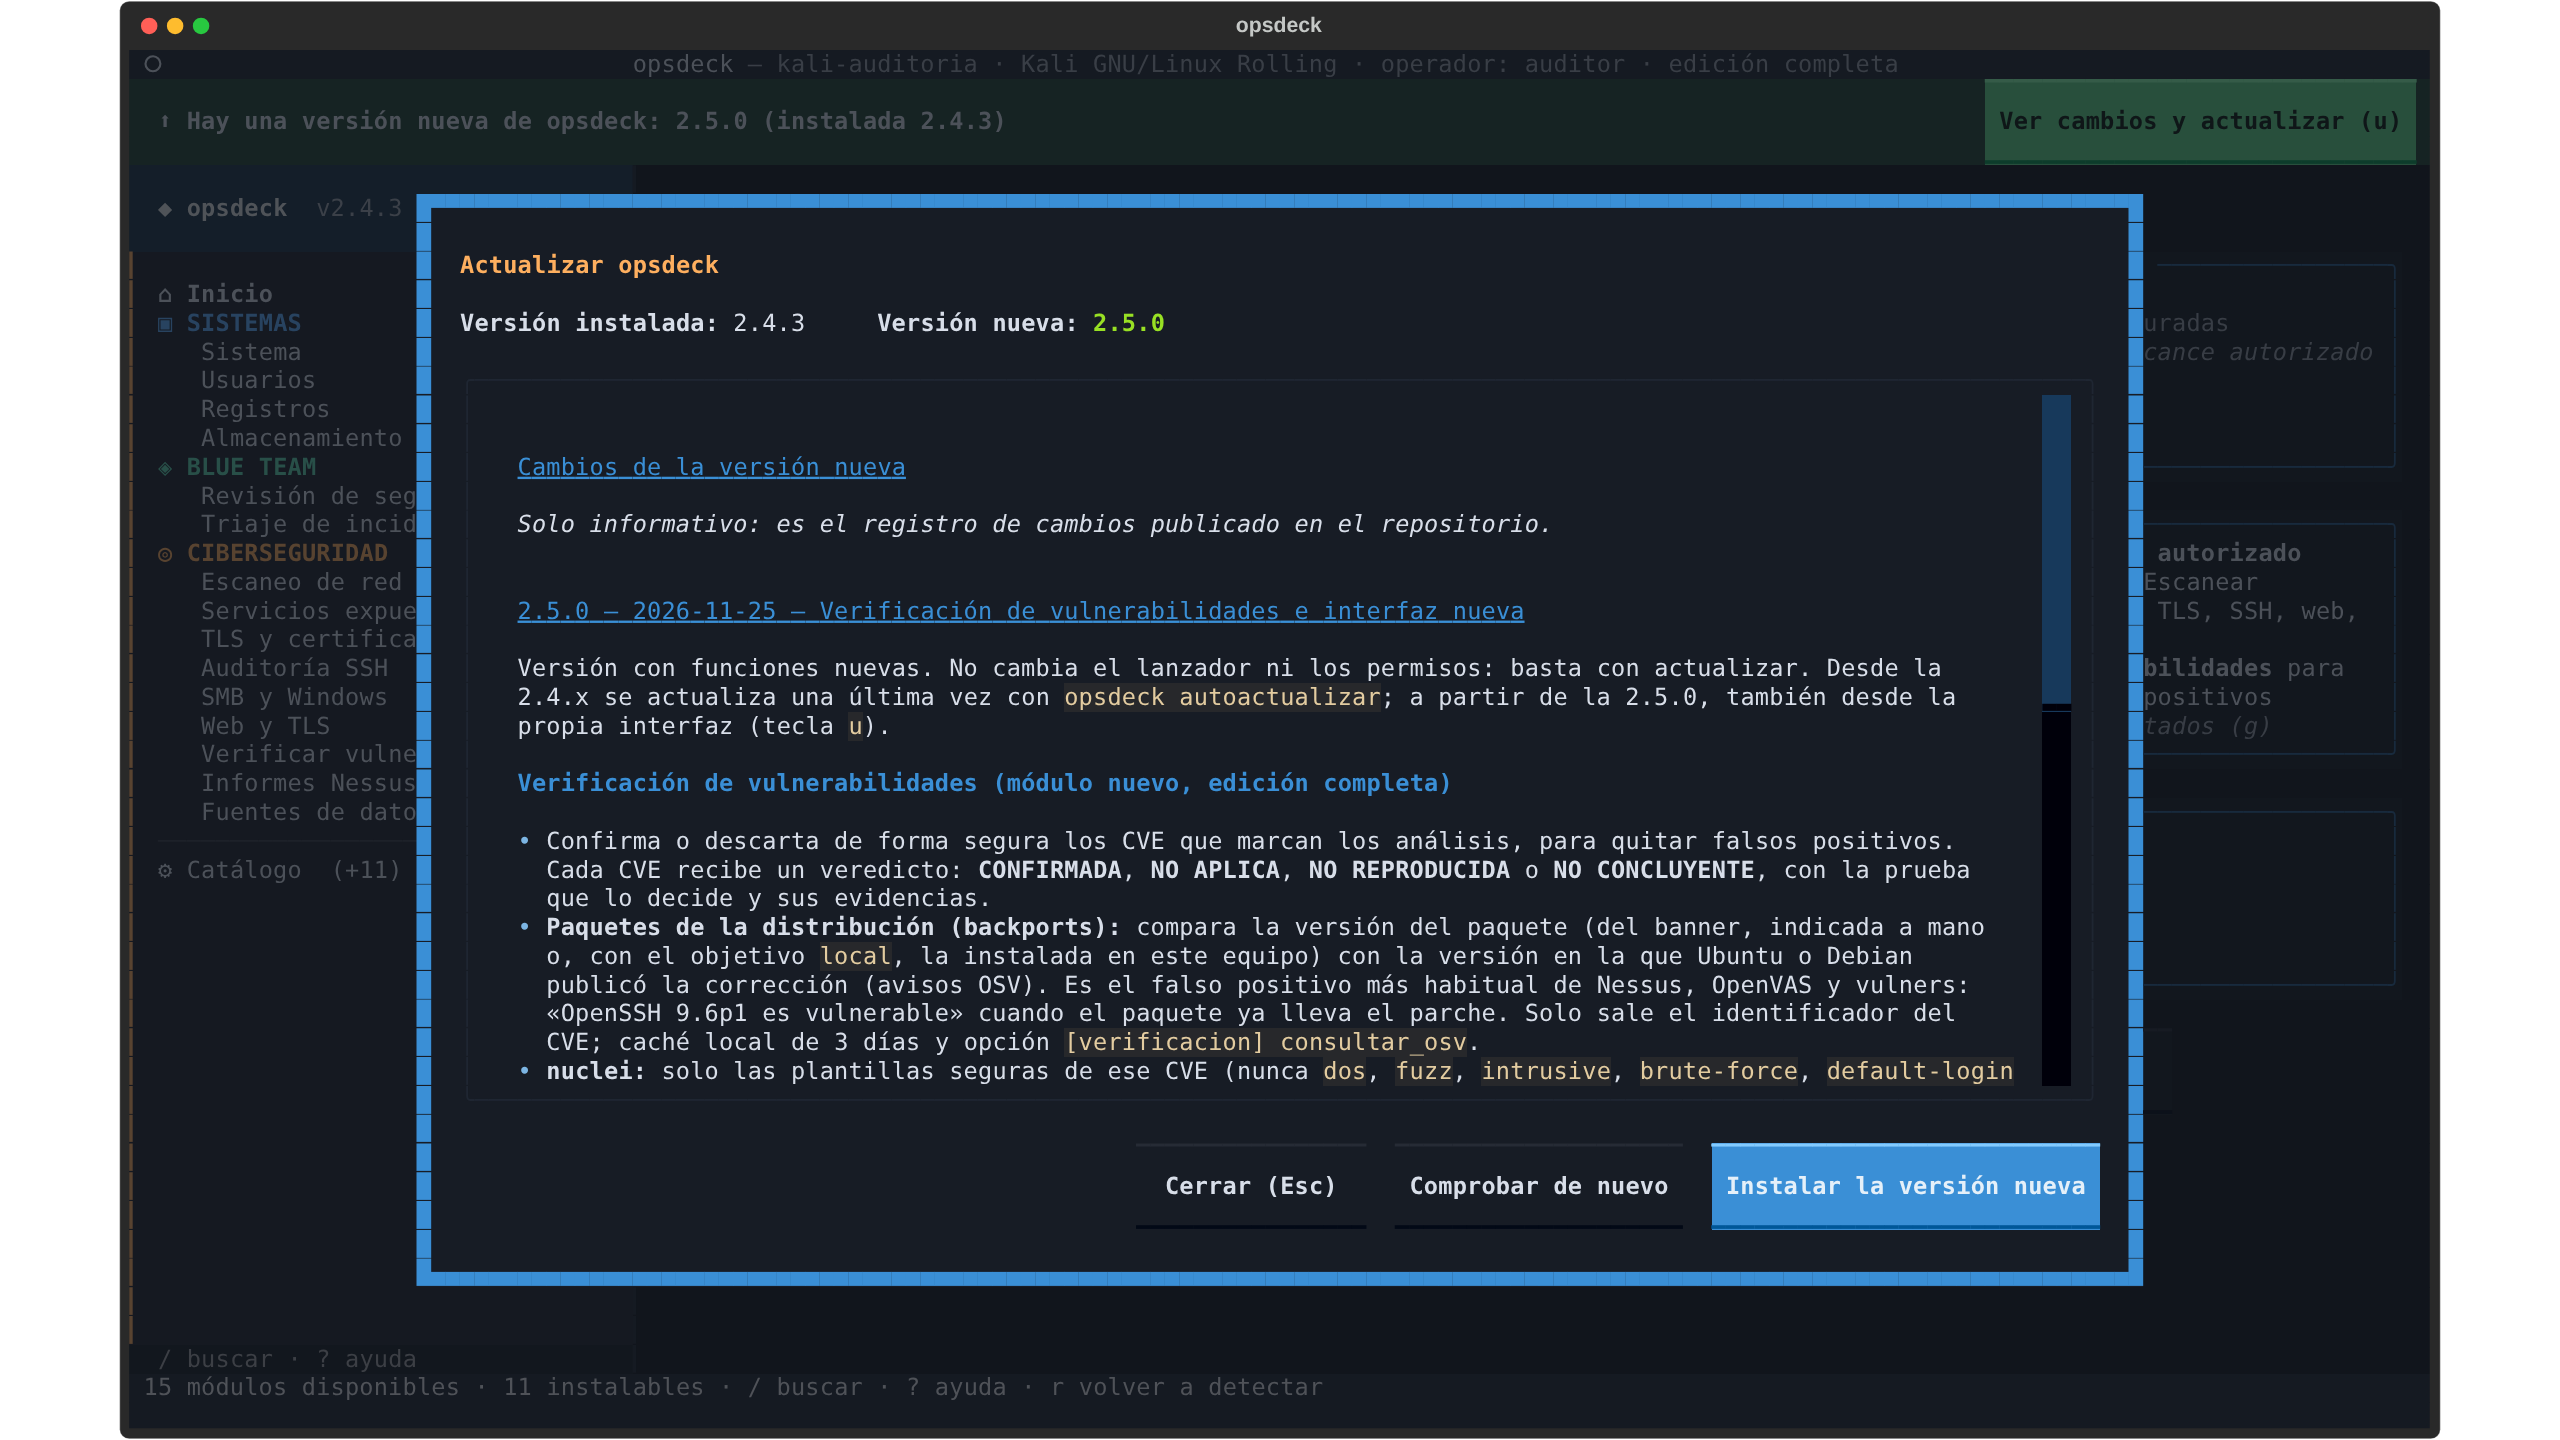 opsdeck
opsdeck — kali-auditoria · Kali GNU/Linux Rolling · operador: auditor · edición completa
⬆ Hay una versión nueva de opsdeck: 2.5.0 (instalada 2.4.3)
Ver cambios y actualizar (u)
◆ opsdeck v2.4.3
⌂ Inicio
▣ SISTEMAS
Sistema
Usuarios
Registros
Almacenamiento
◈ BLUE TEAM
Revisión de seg
Triaje de incid
◎ CIBERSEGURIDAD
Escaneo de red
Servicios expue
TLS y certifica
Auditoría SSH
SMB y Windows
Web y TLS
Verificar vulne
Informes Nessus
Fuentes de dato
⚙ Catálogo (+11)
Actualizar opsdeck
Versión instalada: 2.4.3 Versión nueva: 2.5.0
Cambios de la versión nueva
Solo informativo: es el registro de cambios publicado en el repositorio.
2.5.0 — 2026-11-25 — Verificación de vulnerabilidades e interfaz nueva
Versión con funciones nuevas. No cambia el lanzador ni los permisos: basta con actualizar. Desde la
2.4.x se actualiza una última vez con opsdeck autoactualizar; a partir de la 2.5.0, también desde la
propia interfaz (tecla u).
Verificación de vulnerabilidades (módulo nuevo, edición completa)
• Confirma o descarta de forma segura los CVE que marcan los análisis, para quitar falsos positivos.
Cada CVE recibe un veredicto: CONFIRMADA, NO APLICA, NO REPRODUCIDA o NO CONCLUYENTE, con la prueba
que lo decide y sus evidencias.
• Paquetes de la distribución (backports): compara la versión del paquete (del banner, indicada a mano
o, con el objetivo local, la instalada en este equipo) con la versión en la que Ubuntu o Debian
publicó la corrección (avisos OSV). Es el falso positivo más habitual de Nessus, OpenVAS y vulners:
«OpenSSH 9.6p1 es vulnerable» cuando el paquete ya lleva el parche. Solo sale el identificador del
CVE; caché local de 3 días y opción [verificacion] consultar_osv.
• nuclei: solo las plantillas seguras de ese CVE (nunca dos, fuzz, intrusive, brute-force, default-login
Cerrar (Esc)
Comprobar de nuevo
Instalar la versión nueva
uradas
cance autorizado
autorizado
Escanear
TLS, SSH, web,
bilidades para
positivos
tados (g)
/ buscar · ? ayuda
15 módulos disponibles · 11 instalables · / buscar · ? ayuda · r volver a detectar